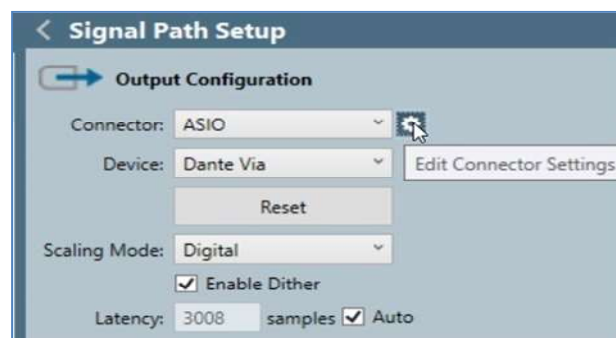 Signal Path Setup
Output Configuration
Connector: ASIO
Edit Connector Settings
Device: Dante Via
Reset
Scaling Mode: Digital
Enable Dither
Latency: 3008 samples Auto